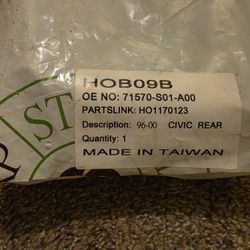 HOB09B
OE NO: 71570-S01-A00
PARTSLINK: HO1170123
Description: 96-00 CIVIC REAR
Quantity: 1
MADE IN TAIWAN